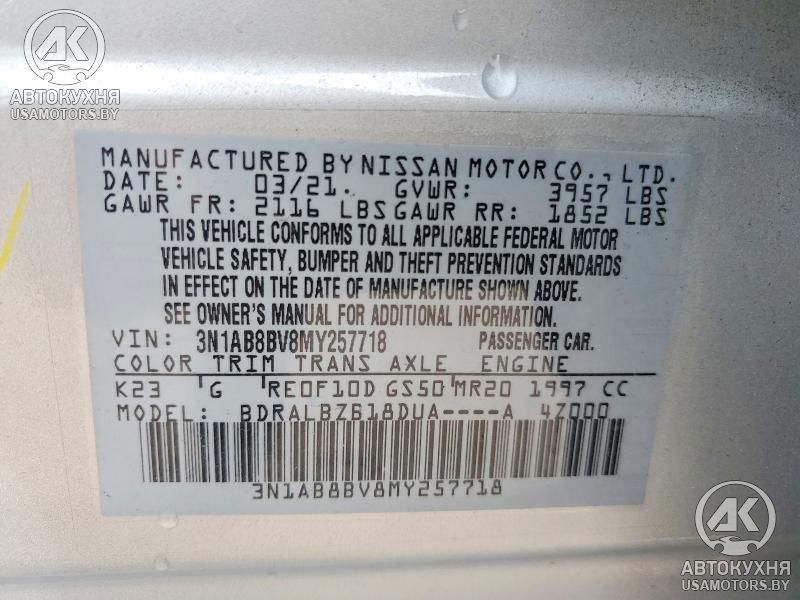 AK
АВТОКУХНЯ
USAMOTORS.BY
MANUFACTURED BY NISSAN MOTOR CO., LTD.
DATE: 03/21. GVWR: 3957 LBS
GAWR FR: 2116 LBS GAWR RR: 1852 LBS
THIS VEHICLE CONFORMS TO ALL APPLICABLE FEDERAL MOTOR
VEHICLE SAFETY, BUMPER AND THEFT PREVENTION STANDARDS
IN EFFECT ON THE DATE OF MANUFACTURE SHOWN ABOVE.
SEE OWNER'S MANUAL FOR ADDITIONAL INFORMATION.
VIN: 3N1AB8BV8MY257718 PASSENGER CAR.
COLOR TRIM TRANS AXLE ENGINE
K23 G RE0F10D GS50 MR20 1997 CC
MODEL: BDRALBZ618DUA----A 4Z000
3N1AB8BV8MY257718
AK
АВТОКУХНЯ
USAMOTORS.BY